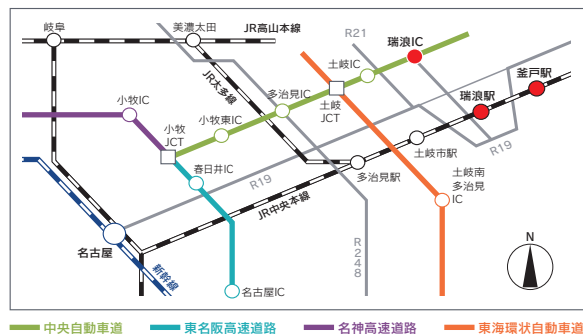 岐阜
美濃太田
JR高山本線
R21
瑞浪IC
土岐IC
釜戸駅
JR太多線
多治見IC
土岐
JCT
瑞浪駅
小牧IC
小牧東IC
小牧
JCT
土岐市駅
R19
春日井IC
多治見駅
土岐南
多治見
IC
R19
JR中央本線
名古屋
新幹線
R248
N
名古屋IC
中央自動車道
東名阪高速道路
名神高速道路
東海環状自動車道